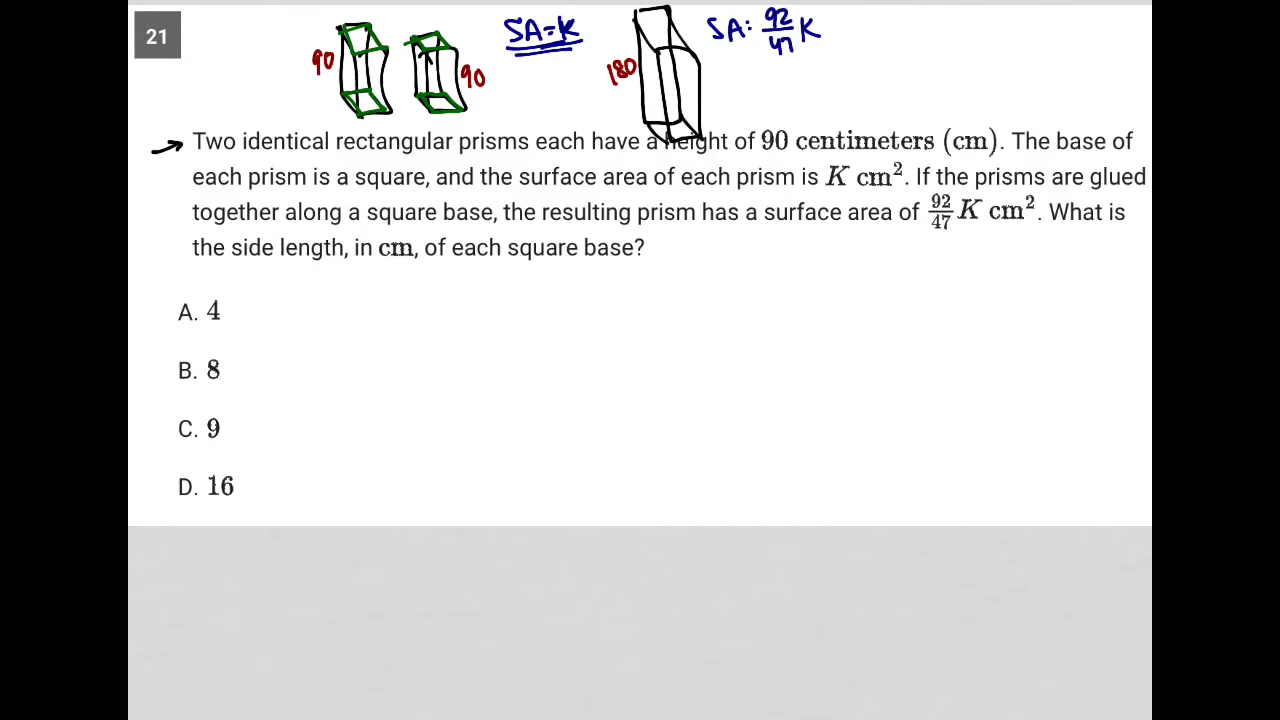 21
90
90
SA=K
180
SA: 92/47 K
Two identical rectangular prisms each have a height of 90 centimeters (cm). The base of
each prism is a square, and the surface area of each prism is K cm². If the prisms are glued
together along a square base, the resulting prism has a surface area of 92/47 K cm². What is
the side length, in cm, of each square base?
A. 4
B. 8
C. 9
D. 16